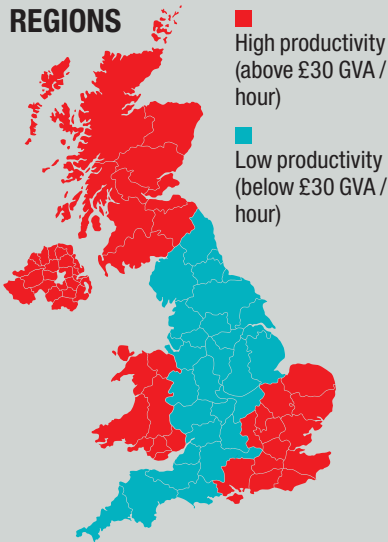 REGIONS
High productivity
(above £30 GVA /
hour)
Low productivity
(below £30 GVA /
hour)